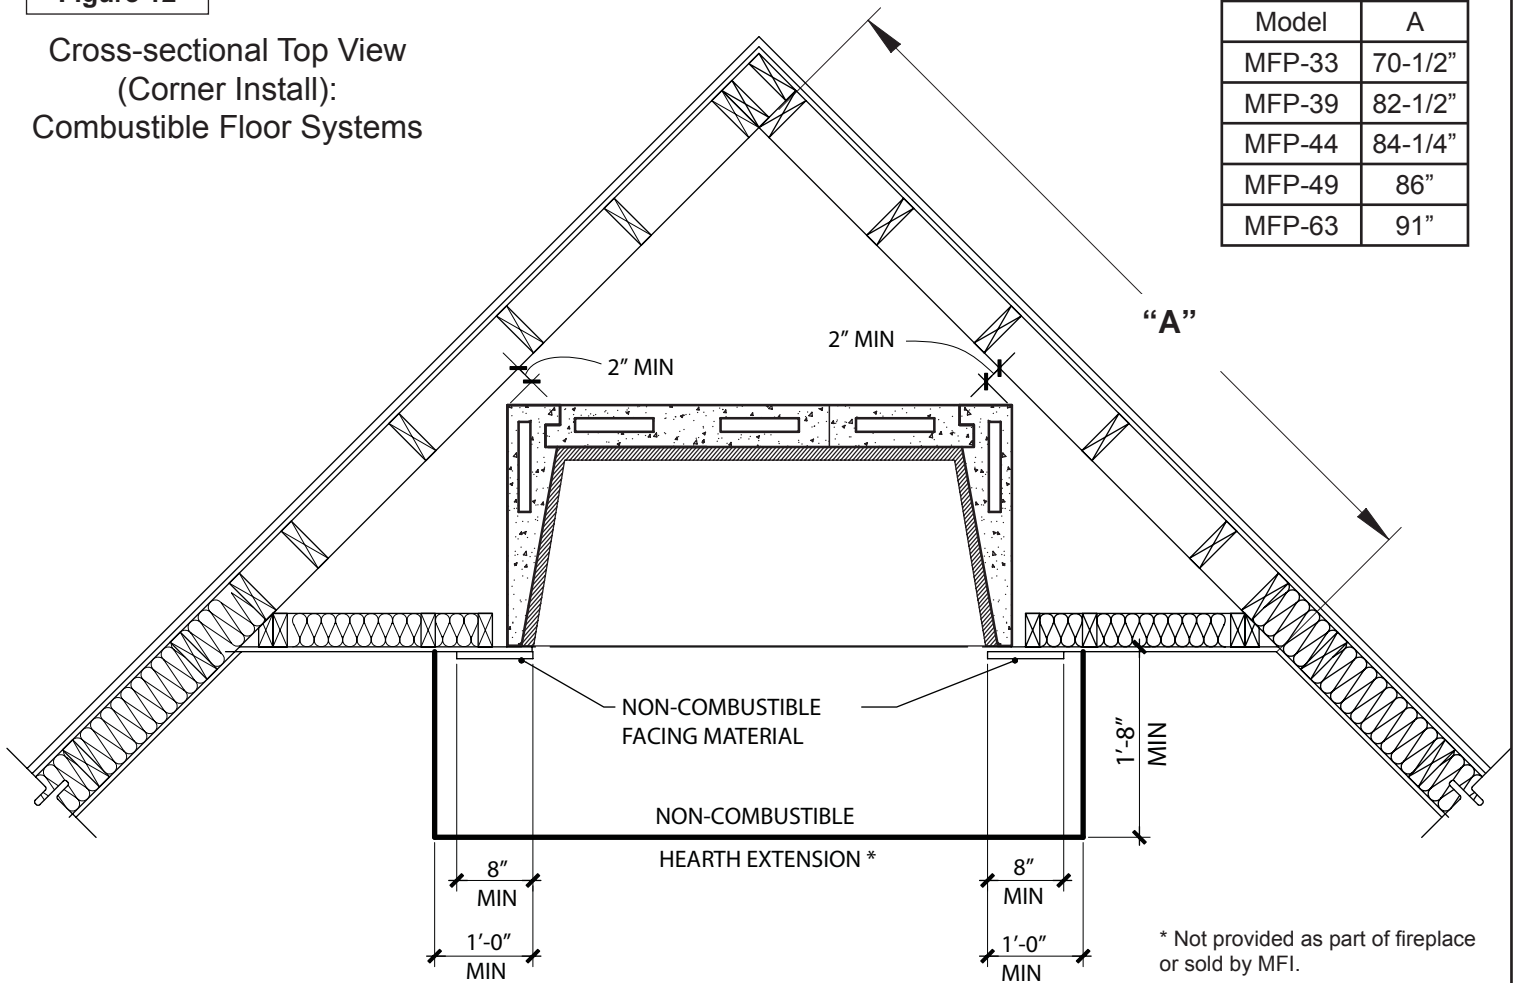 Figure 12
Cross-sectional Top View
(Corner Install):
Combustible Floor Systems
Model A
MFP-33 70-1/2”
MFP-39 82-1/2”
MFP-44 84-1/4”
MFP-49 86”
MFP-63 91”
“A”
2” MIN
2” MIN
NON-COMBUSTIBLE
FACING MATERIAL
1’-8”
MIN
NON-COMBUSTIBLE
HEARTH EXTENSION *
8”
MIN
8”
MIN
1’-0”
MIN
1’-0”
MIN
* Not provided as part of fireplace
or sold by MFI.